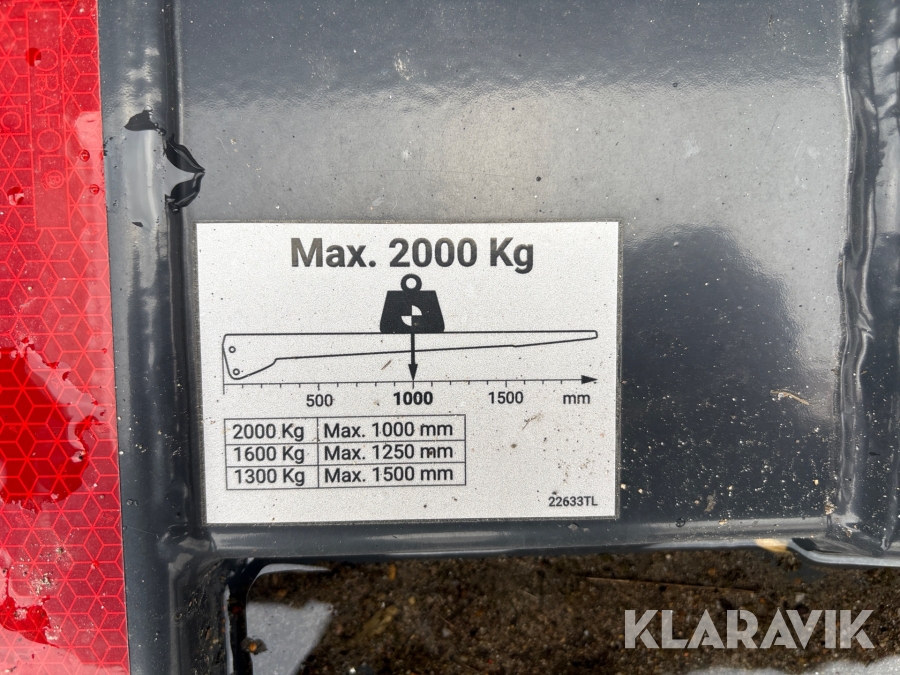 ORAFOL®
Max. 2000 Kg
500 1000 1500 mm
2000 Kg Max. 1000 mm
1600 Kg Max. 1250 mm
1300 Kg Max. 1500 mm
22633TL
KLARAVIK